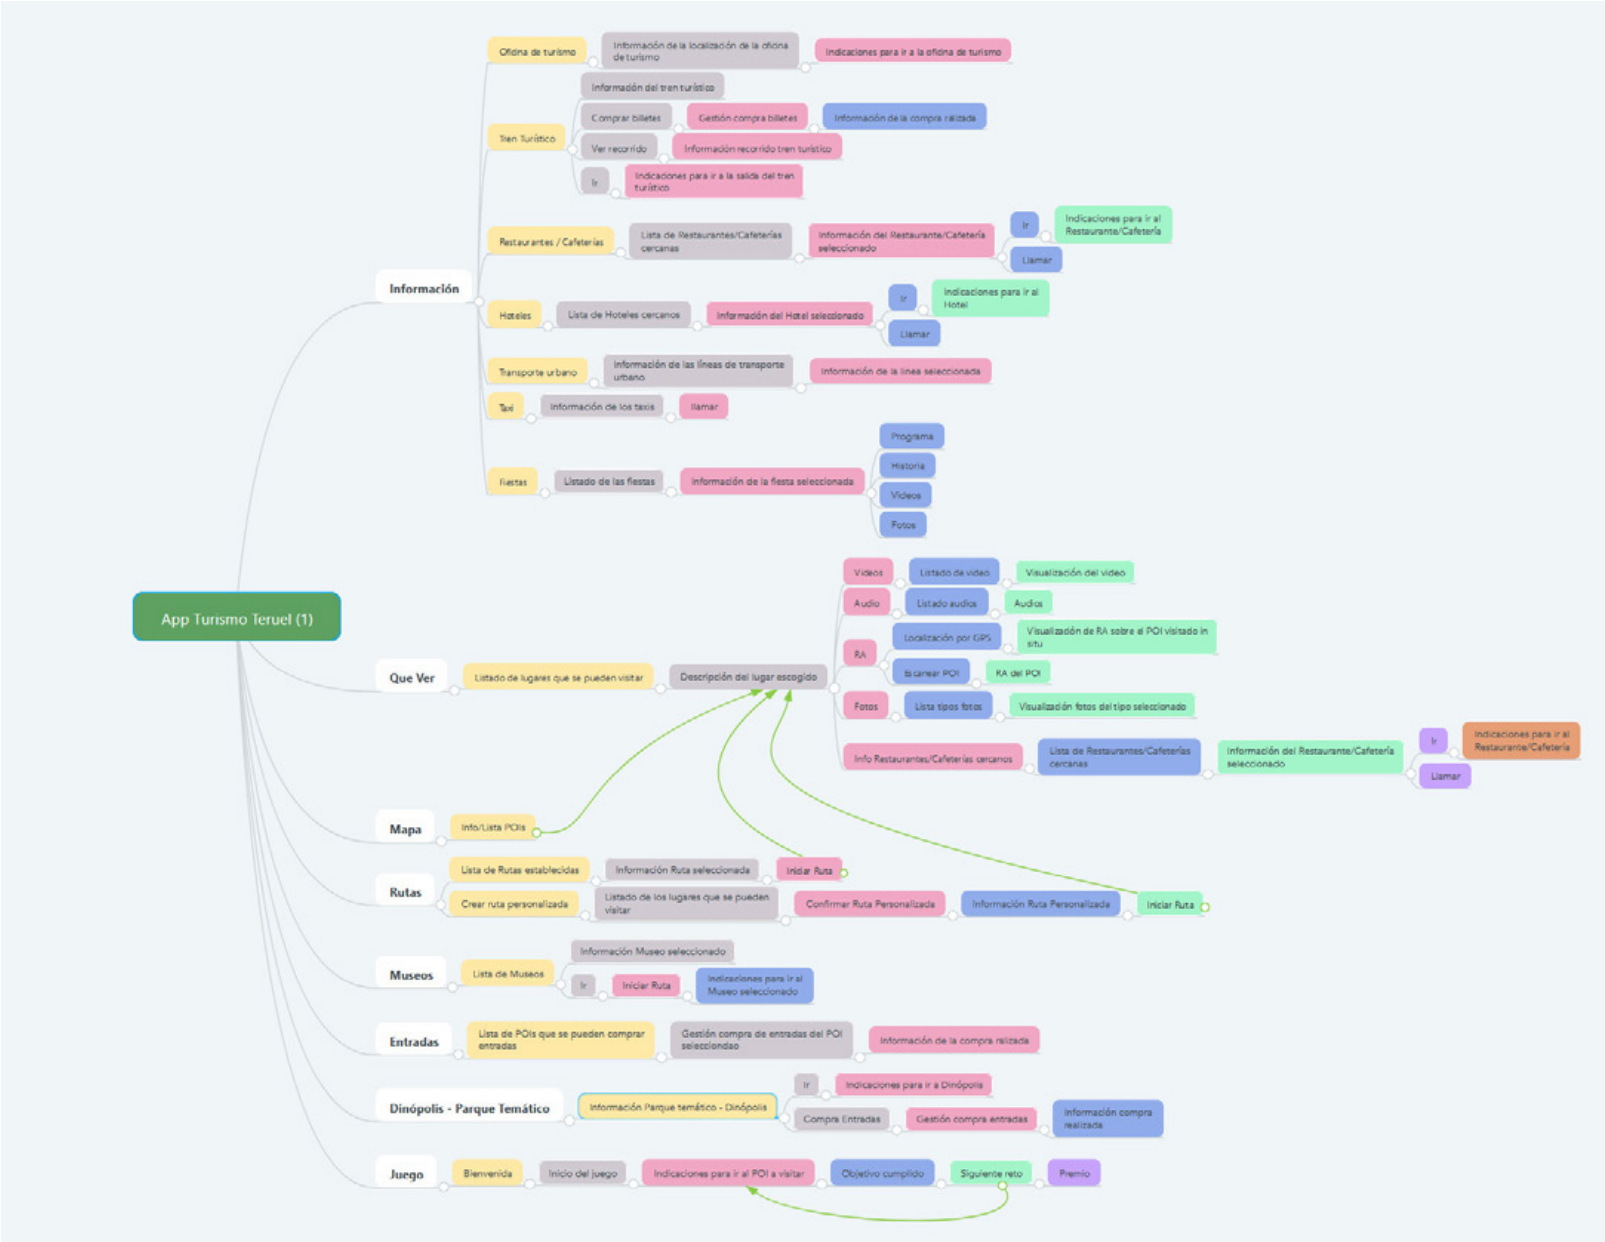 Oficina de turismo
Información de la localización de la oficina
de turismo
Indicaciones para ir a la oficina de turismo
Información del tren turístico
Comprar billetes
Gestión compra billetes
Información de la compra ralizada
Tren Turístico
Ver recorrido
Información recorrido tren turístico
Ir
Indicaciones para ir a la salida del tren
turístico
Restaurantes / Cafeterías
Lista de Restaurantes/Cafeterías
cercanas
Información del Restaurante/Cafetería
seleccionado
Ir
Indicaciones para ir al
Restaurante/Cafetería
Llamar
Información
Hoteles
Lista de Hoteles cercanos
Información del Hotel seleccionado
Ir
Indicaciones para ir al
Hotel
Llamar
Transporte urbano
Información de las líneas de transporte
urbano
Información de la linea seleccionada
Taxi
Información de los taxis
llamar
Fiestas
Listado de las fiestas
Información de la fiesta seleccionada
Programa
Historia
Videos
Fotos
App Turismo Teruel (1)
Que Ver
Listado de lugares que se pueden visitar
Descripción del lugar escogido
Videos
Listado de video
Visualización del video
Audio
Listado audios
Audios
RA
Localización por GPS
Visualización de RA sobre el POI visitado in
situ
Escanear POI
RA del POI
Fotos
Lista tipos fotos
Visualización fotos del tipo seleccionado
Info Restaurantes/Cafeterías cercanos
Lista de Restaurantes/Cafeterías
cercanas
Información del Restaurante/Cafetería
seleccionado
Ir
Indicaciones para ir al
Restaurante/Cafetería
Llamar
Mapa
Info/Lista POIs
Rutas
Lista de Rutas establecidas
Información Ruta seleccionada
Iniciar Ruta
Crear ruta personalizada
Listado de los lugares que se pueden
visitar
Confirmar Ruta Personalizada
Información Ruta Personalizada
Iniciar Ruta
Museos
Lista de Museos
Información Museo seleccionado
Ir
Iniciar Ruta
Indicaciones para ir al
Museo seleccionado
Entradas
Lista de POIs que se pueden comprar
entradas
Gestión compra de entradas del POI
selecciondao
Información de la compra ralizada
Dinópolis - Parque Temático
Información Parque temático - Dinópolis
Ir
Indicaciones para ir a Dinópolis
Compra Entradas
Gestión compra entradas
Información compra
realizada
Juego
Bienvenida
Inicio del juego
Indicaciones para ir al POI a visitar
Objetivo cumplido
Siguiente reto
Premio